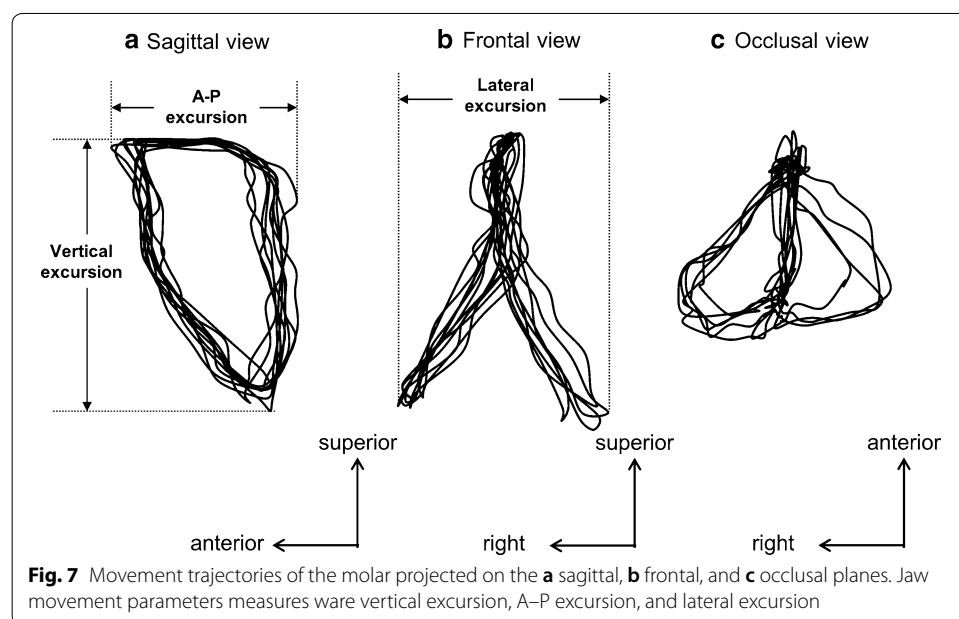 a Sagittal view
b Frontal view
c Occlusal view
A-P
excursion
Lateral
excursion
Vertical
excursion
superior
superior
anterior
anterior
right
right
Fig. 7 Movement trajectories of the molar projected on the a sagittal, b frontal, and c occlusal planes. Jaw
movement parameters measures ware vertical excursion, A–P excursion, and lateral excursion